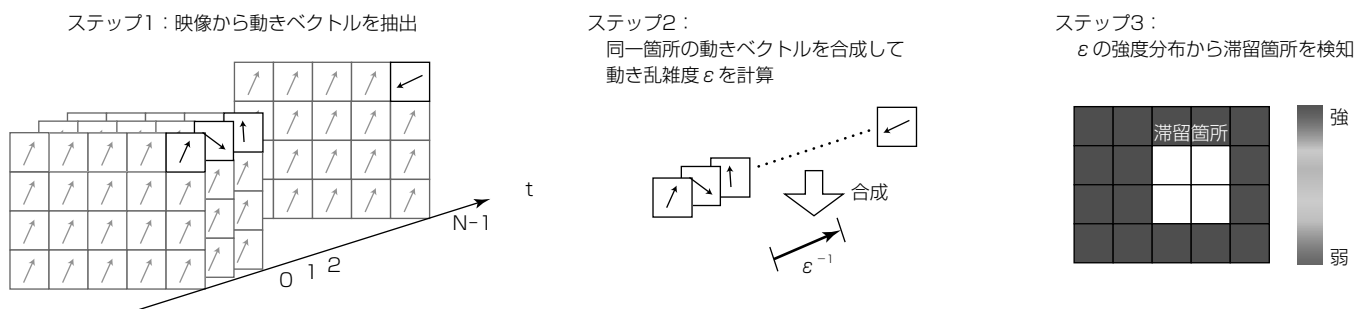 ステップ1：映像から動きベクトルを抽出
t
N-1
0 1 2
ステップ2：
同一箇所の動きベクトルを合成して
動き乱雑度εを計算
合成
ε⁻¹
ステップ3：
εの強度分布から滞留箇所を検知
滞留箇所
強
弱